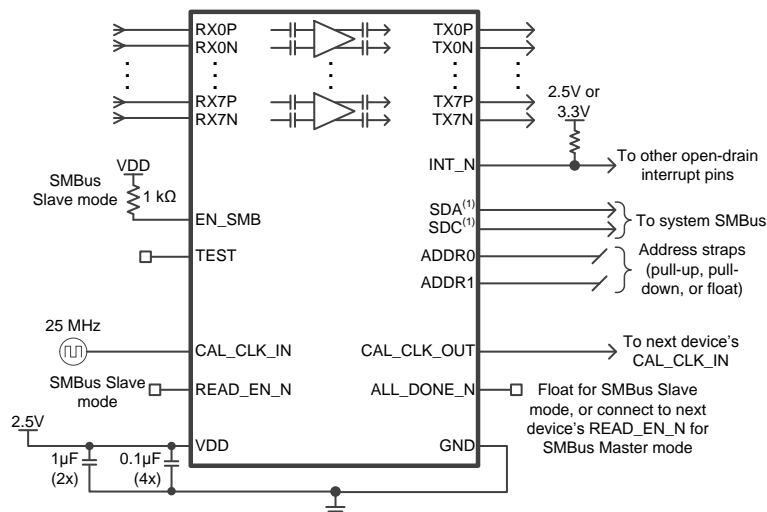 RX0P
RX0N
RX7P
RX7N
TX0P
TX0N
TX7P
TX7N
2.5V or
3.3V
INT_N
To other open-drain
interrupt pins
VDD
SMBus
Slave mode
1 kΩ
EN_SMB
SDA(1)
SDC(1)
To system SMBus
TEST
ADDR0
ADDR1
Address straps
(pull-up, pull-
down, or float)
25 MHz
CAL_CLK_IN
CAL_CLK_OUT
To next device's
CAL_CLK_IN
SMBus Slave
mode
READ_EN_N
ALL_DONE_N
Float for SMBus Slave
mode, or connect to next
device's READ_EN_N for
SMBus Master mode
2.5V
VDD
GND
1μF
(2x)
0.1μF
(4x)